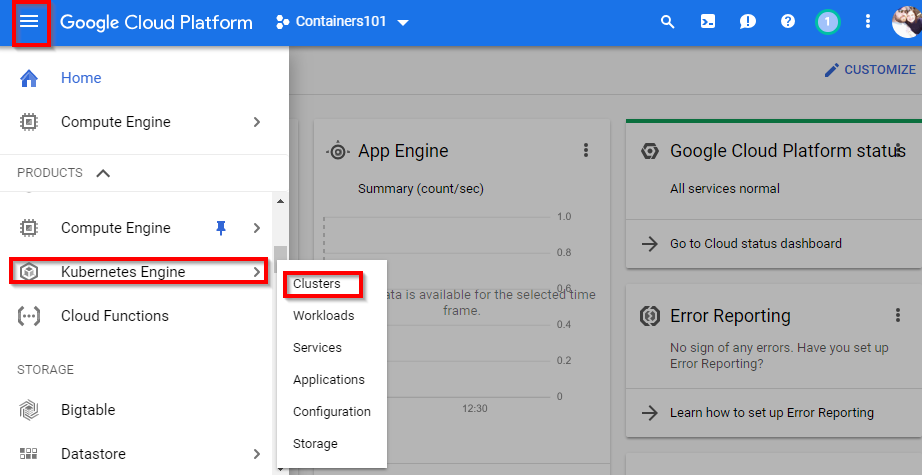 Google Cloud Platform
Containers101
1
Home
CUSTOMIZE
Compute Engine
PRODUCTS
Compute Engine
Kubernetes Engine
Cloud Functions
STORAGE
Bigtable
Datastore
Clusters
Workloads
Services
Applications
Configuration
Storage
App Engine
Summary (count/sec)
1.0
0.8
0.6
0.4
0.2
0
ata is available for the selected time
frame.
12:30
Google Cloud Platform status
All services normal
Go to Cloud status dashboard
Error Reporting
No sign of any errors. Have you set up
Error Reporting?
Learn how to set up Error Reporting